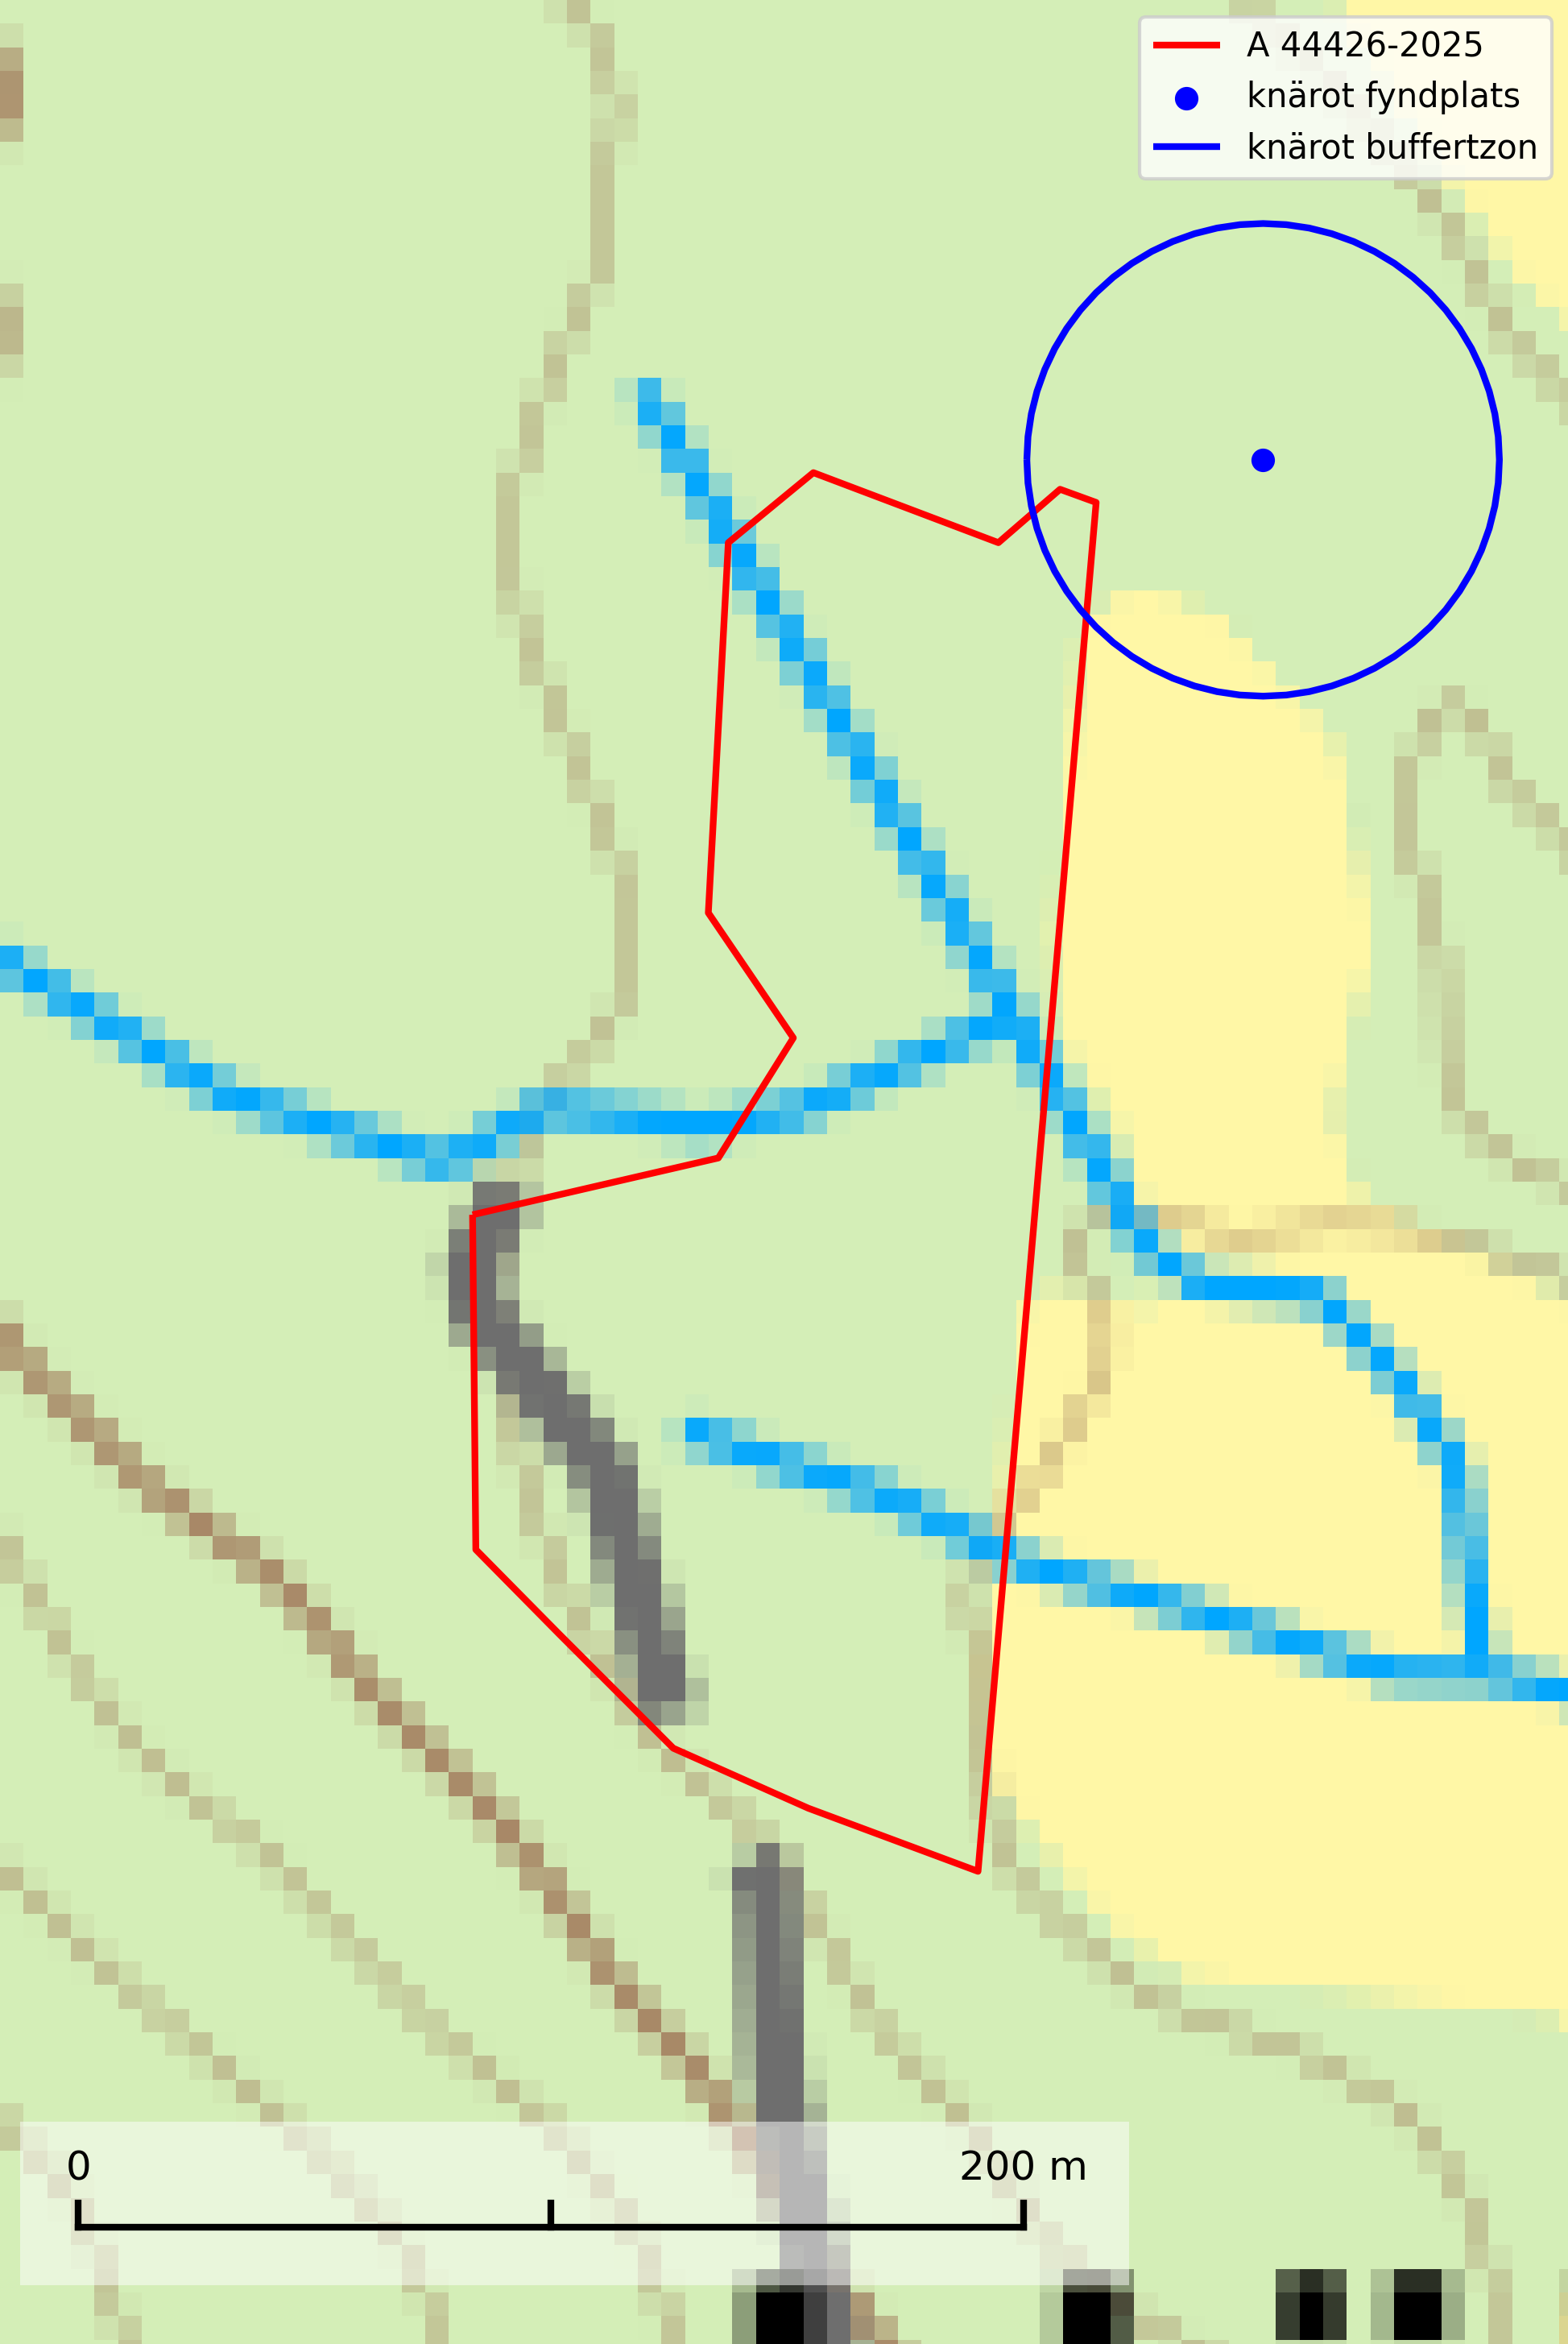 A 44426-2025
knärot fyndplats
knärot buffertzon
0
200 m